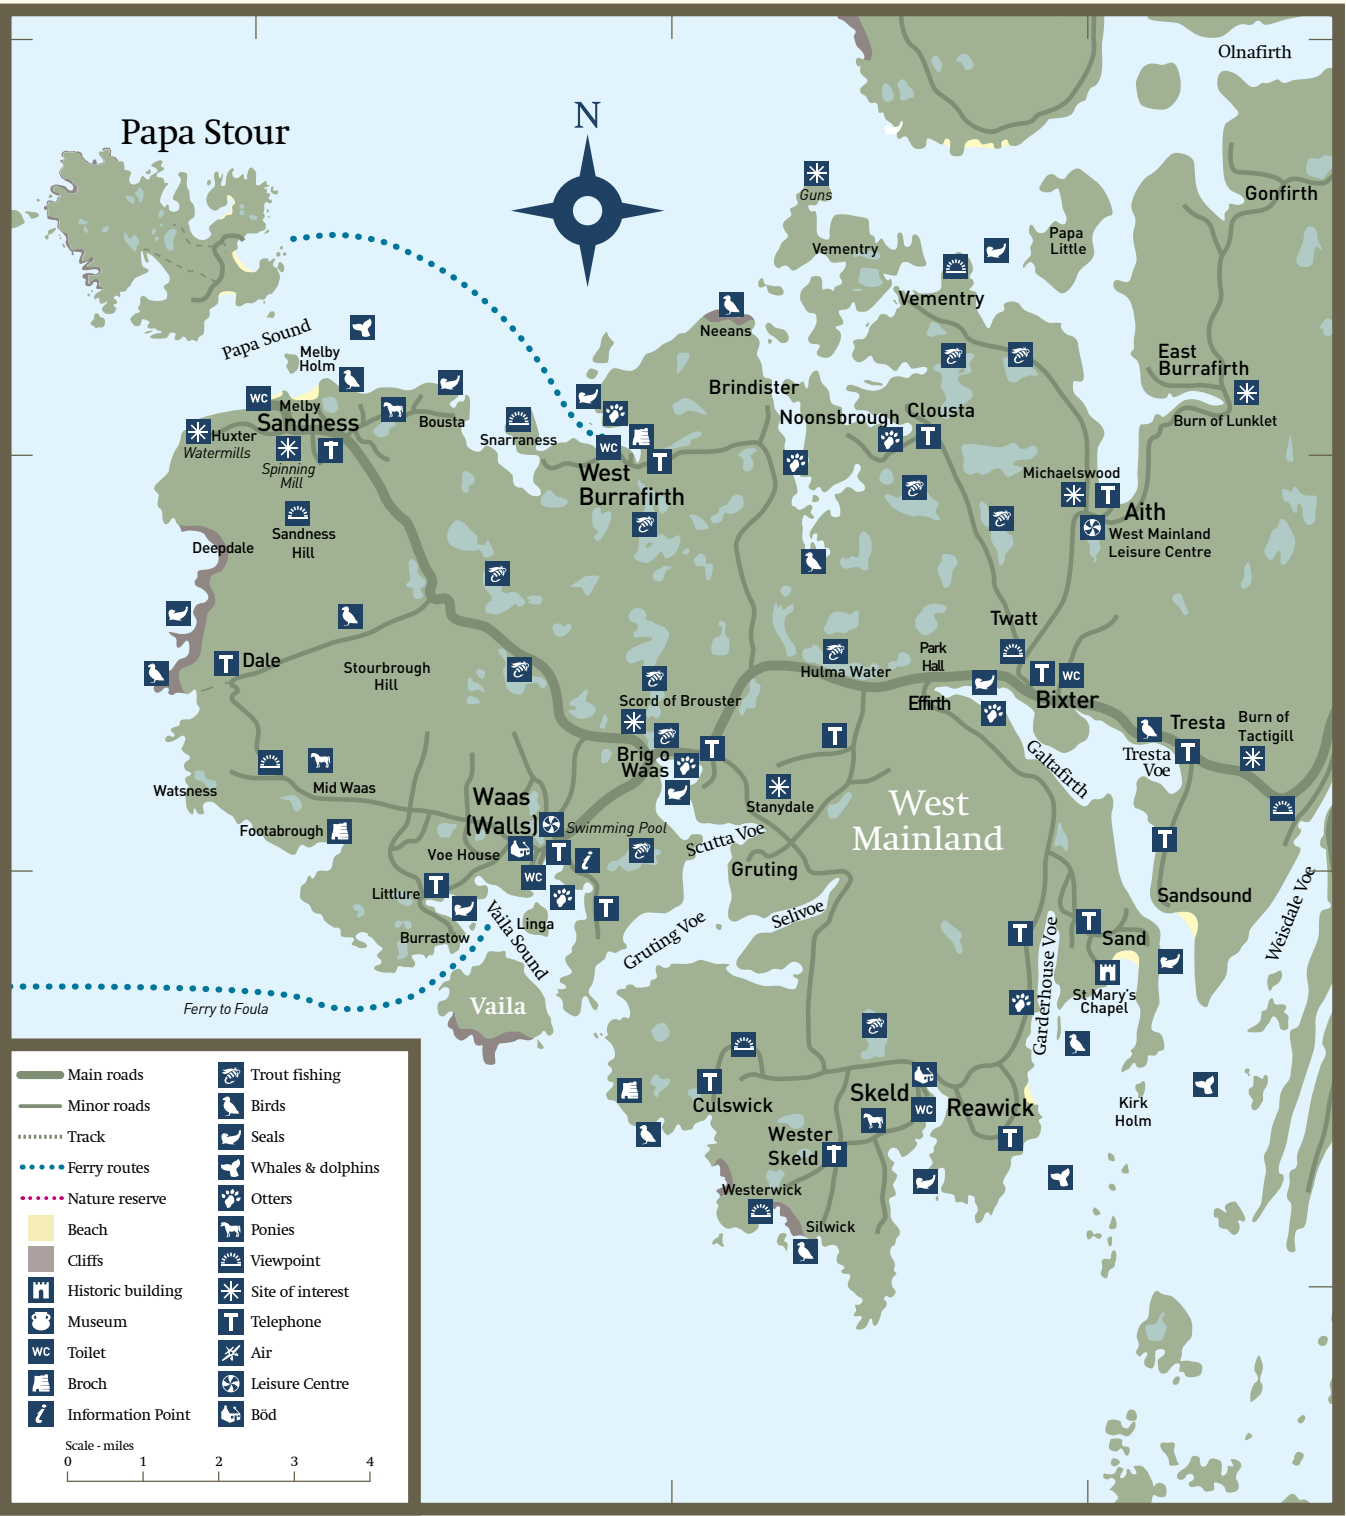 Olnafirth
N
Papa Stour
Guns
Gonfirth
Papa
Little
Vementry
Vementry
Papa Sound
Neeans
Melby
Holm
East
Burrafirth
Brindister
WC
Melby
Bousta
Noonsbrough
Clousta
Burn of Lunklet
Sandness
Huxter
Watermills
Snarraness
WC
T
T
T
Spinning
Mill
West
Burrafirth
Michaelswood
T
Aith
Sandness
Hill
West Mainland
Leisure Centre
Deepdale
Twatt
T
Dale
Stourbrough
Hill
Park
Hall
Hulma Water
T
WC
Scord of Brouster
Effirth
Bixter
Tresta
Burn of
Tactigill
T
T
Brig o
Waas
Galtafirth
Tresta
Voe
T
Watsness
Mid Waas
Waas
(Walls)
Stanydale
West
Mainland
Swimming Pool
Footabrough
Scutta Voe
T
Voe House
T
i
Gruting
WC
T
Littlure
T
Sandsound
Weisdale Voe
Vaila Sound
Linga
Selivoe
Gruting Voe
T
T
Burrastow
Sand
Garderhouse Voe
Ferry to Foula
Vaila
St Mary's
Chapel
T
Culswick
Skeld
WC
Reawick
Kirk
Holm
Wester
Skeld
T
T
Westerwick
Silwick
Main roads
Minor roads
Track
Ferry routes
Nature reserve
Beach
Cliffs
Historic building
Museum
WC
Toilet
Broch
i
Information Point
Trout fishing
Birds
Seals
Whales & dolphins
Otters
Ponies
Viewpoint
Site of interest
T
Telephone
Air
Leisure Centre
Böd
Scale - miles
0 1 2 3 4